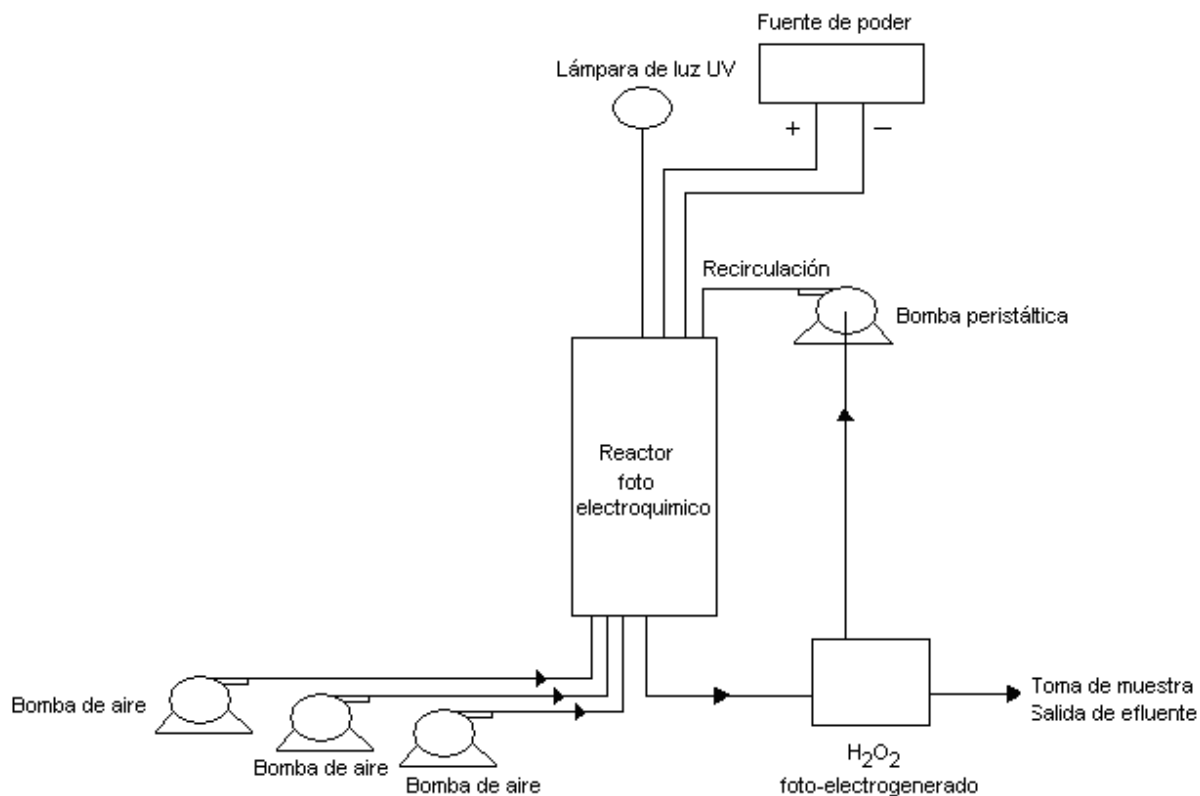 Fuente de poder
Lámpara de luz UV
+ −
Recirculación
Bomba peristáltica
Reactor
foto
electroquimico
Bomba de aire
Bomba de aire
Bomba de aire
Toma de muestra
Salida de efluente
H₂O₂
foto-electrogenerado